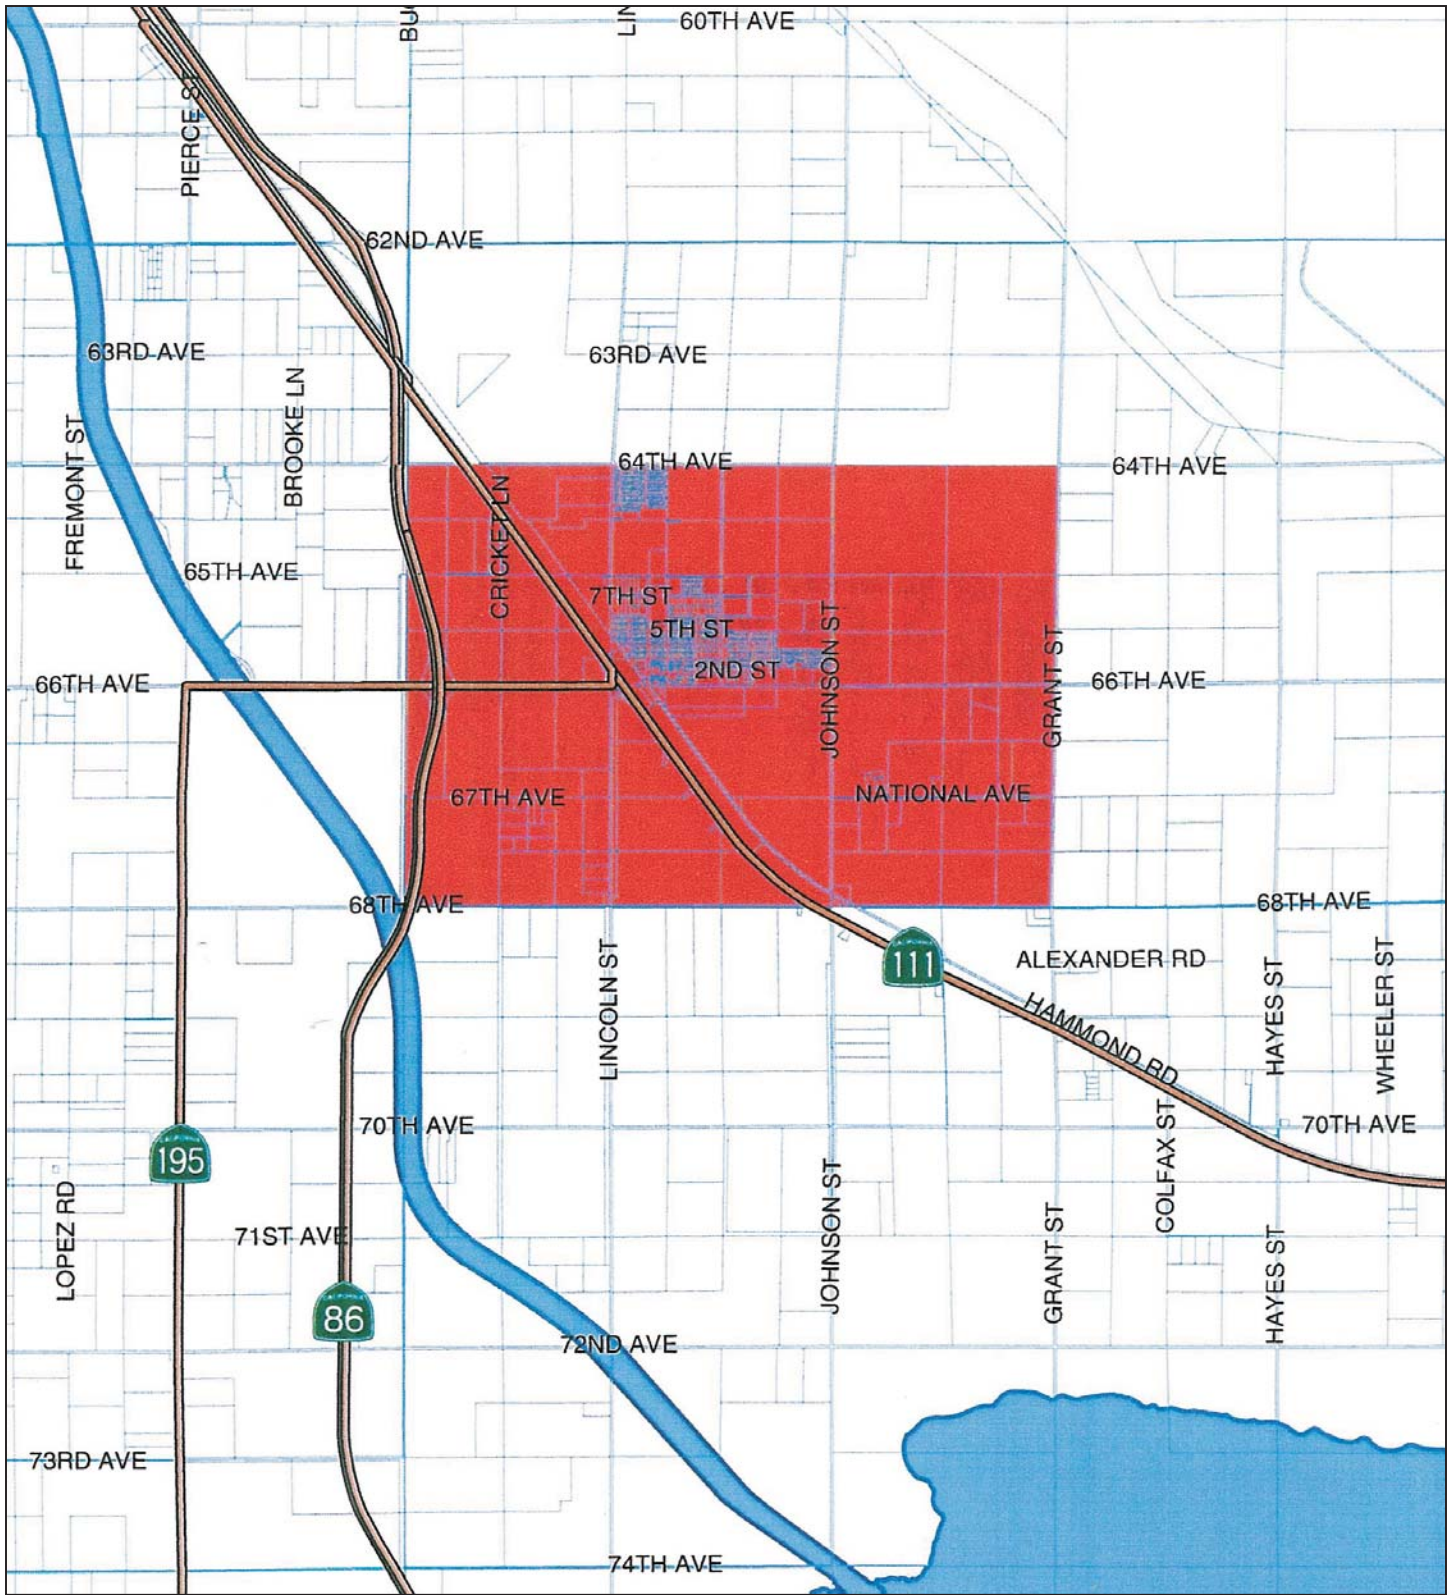 60TH AVE
PIERCE ST
62ND AVE
63RD AVE
63RD AVE
BROOKE LN
FREMONT ST
64TH AVE
64TH AVE
CRICKET LN
65TH AVE
7TH ST
5TH ST
2ND ST
JOHNSON ST
GRANT ST
66TH AVE
66TH AVE
67TH AVE
NATIONAL AVE
68TH AVE
68TH AVE
CALIFORNIA
111
ALEXANDER RD
HAMMOND RD
LINCOLN ST
HAYES ST
WHEELER ST
70TH AVE
70TH AVE
COLFAX ST
CALIFORNIA
195
LOPEZ RD
71ST AVE
JOHNSON ST
GRANT ST
HAYES ST
CALIFORNIA
86
72ND AVE
73RD AVE
74TH AVE